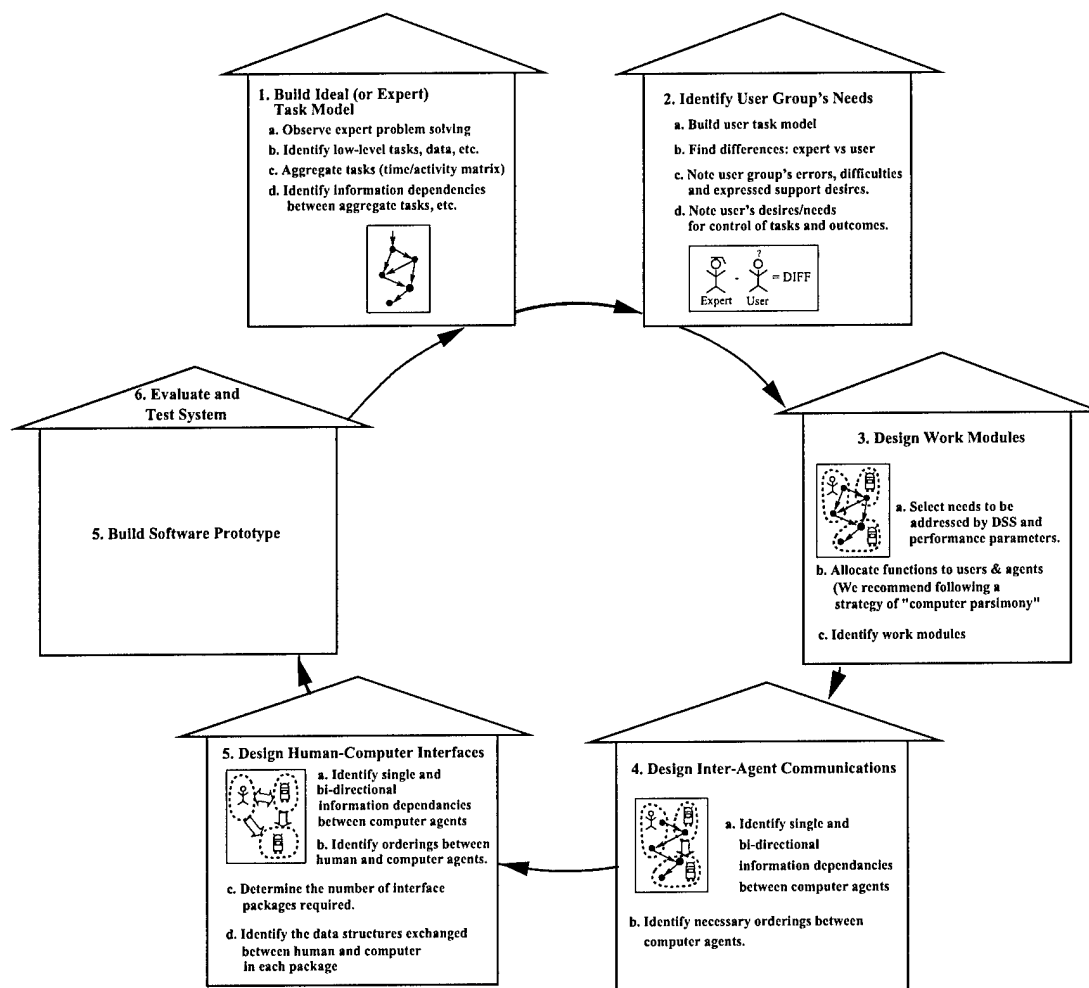 1. Build Ideal (or Expert)
Task Model
a. Observe expert problem solving
b. Identify low-level tasks, data, etc.
c. Aggregate tasks (time/activity matrix)
d. Identify information dependencies
between aggregate tasks, etc.
2. Identify User Group's Needs
a. Build user task model
b. Find differences: expert vs user
c. Note user group's errors, difficulties
and expressed support desires.
d. Note user's desires/needs
for control of tasks and outcomes.
?
- = DIFF
Expert User
3. Design Work Modules
a. Select needs to be
addressed by DSS and
performance parameters.
b. Allocate functions to users & agents
(We recommend following a
strategy of "computer parsimony"
c. Identify work modules
4. Design Inter-Agent Communications
a. Identify single and
bi-directional
information dependancies
between computer agents
b. Identify necessary orderings between
computer agents.
5. Design Human-Computer Interfaces
a. Identify single and
bi-directional
information dependancies
between computer agents
b. Identify orderings between
human and computer agents.
c. Determine the number of interface
packages required.
d. Identify the data structures exchanged
between human and computer
in each package
6. Evaluate and
Test System
5. Build Software Prototype